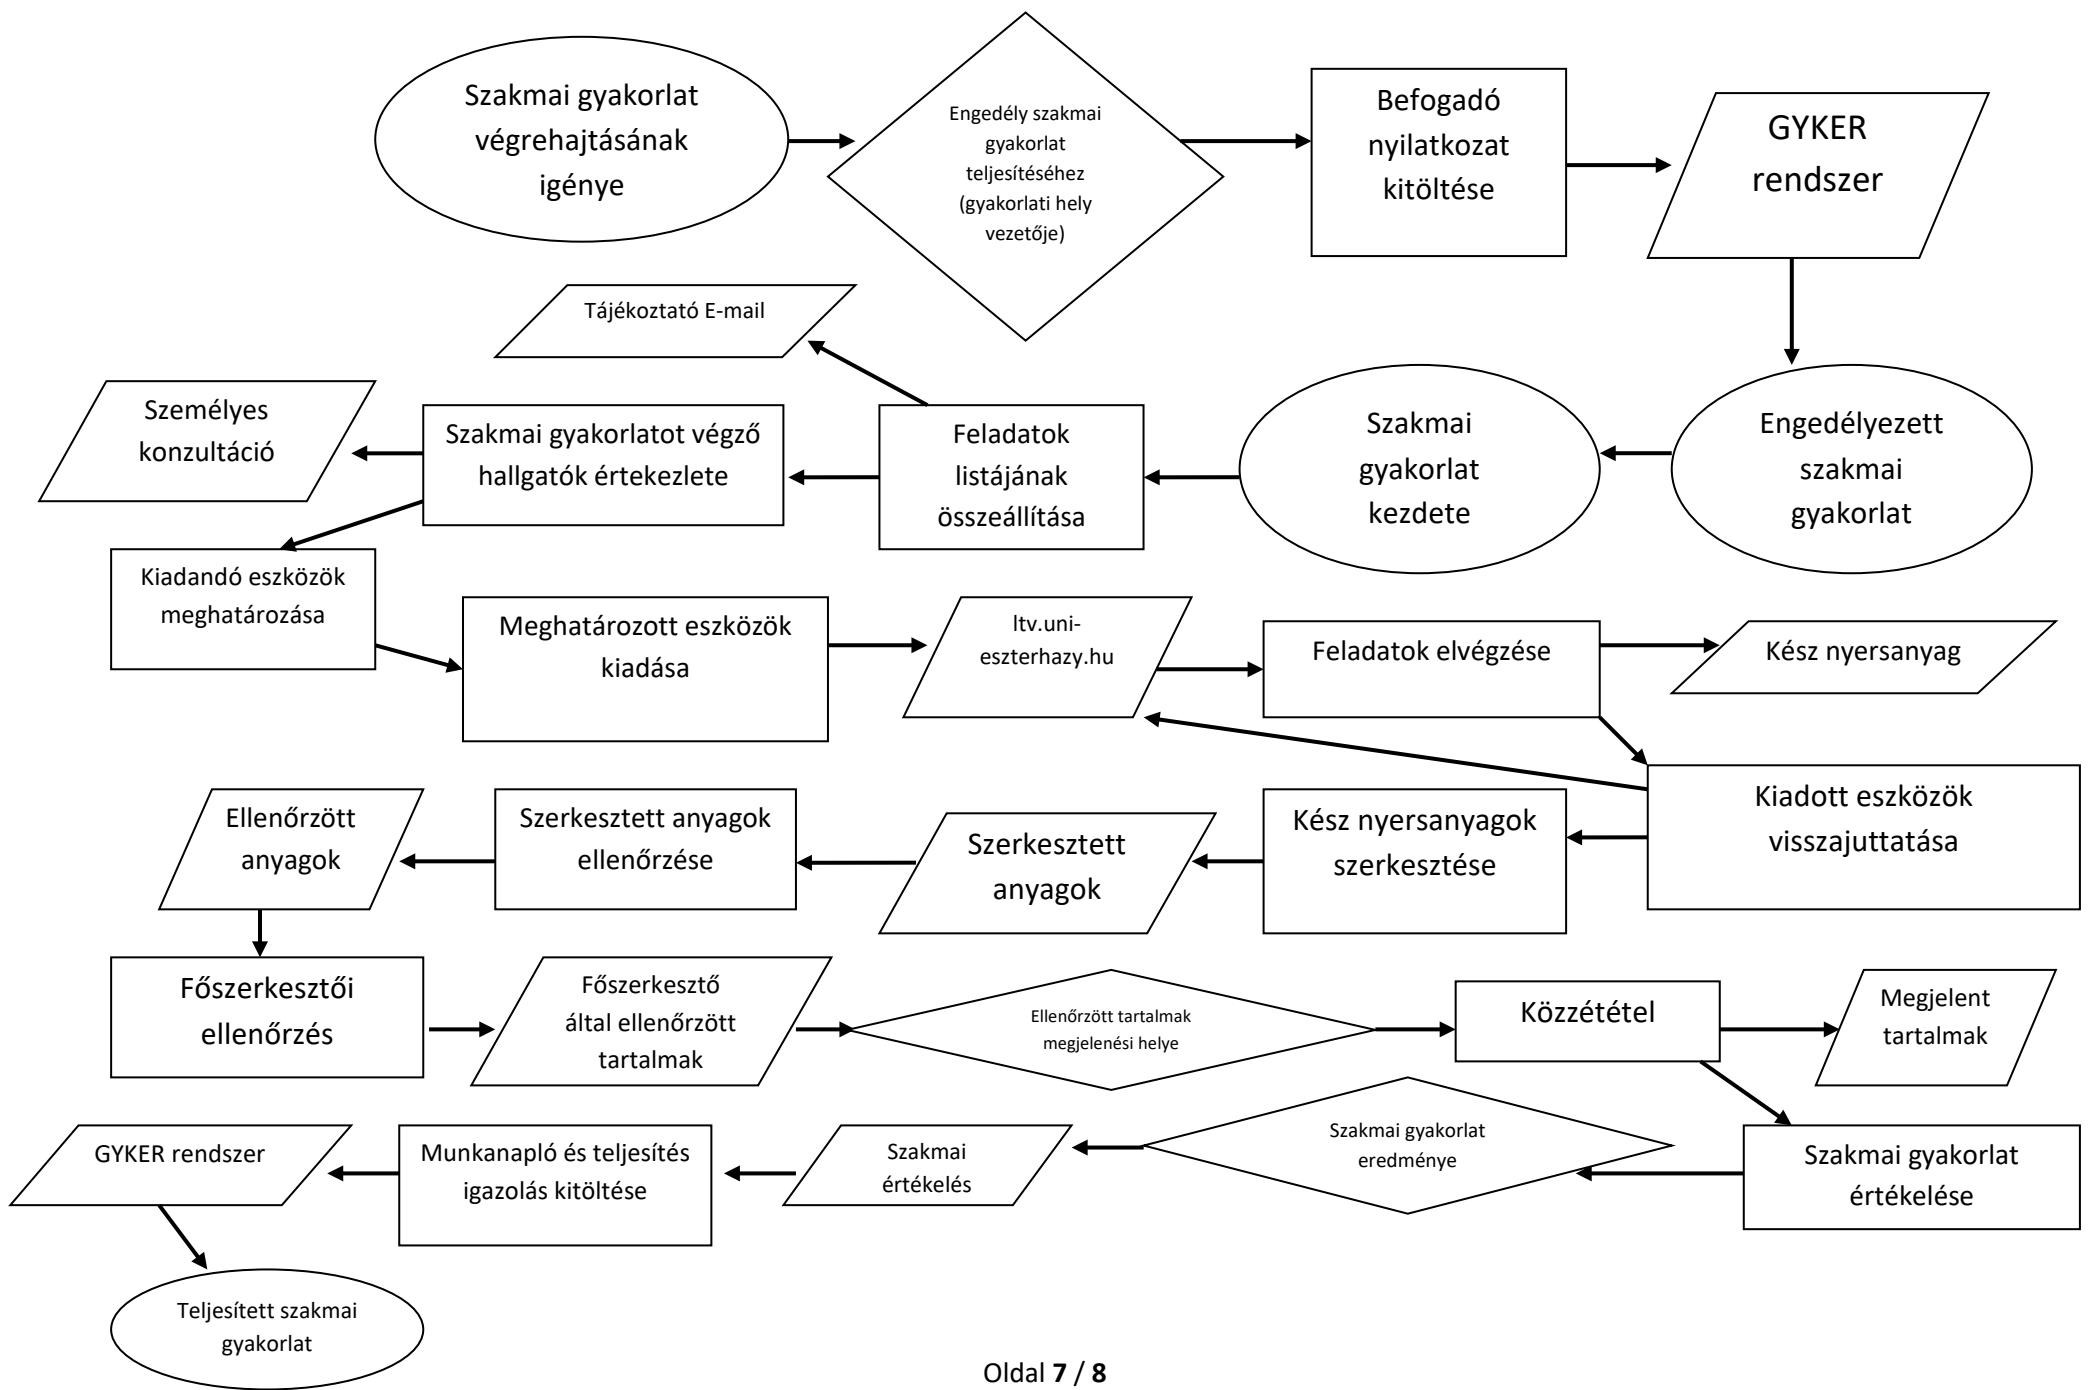 Szakmai gyakorlat
végrehajtásának
igénye
Engedély szakmai
gyakorlat
teljesítéséhez
(gyakorlati hely
vezetője)
Befogadó
nyilatkozat
kitöltése
GYKER
rendszer
Tájékoztató E-mail
Személyes
konzultáció
Szakmai gyakorlatot végző
hallgatók értekezlete
Feladatok
listájának
összeállítása
Szakmai
gyakorlat
kezdete
Engedélyezett
szakmai
gyakorlat
Kiadandó eszközök
meghatározása
Meghatározott eszközök
kiadása
ltv.uni-
eszterhazy.hu
Feladatok elvégzése
Kész nyersanyag
Ellenőrzött
anyagok
Szerkesztett anyagok
ellenőrzése
Szerkesztett
anyagok
Kész nyersanyagok
szerkesztése
Kiadott eszközök
visszajuttatása
Főszerkesztői
ellenőrzés
Főszerkesztő
által ellenőrzött
tartalmak
Ellenőrzött tartalmak
megjelenési helye
Közzététel
Megjelent
tartalmak
GYKER rendszer
Munkanapló és teljesítés
igazolás kitöltése
Szakmai
értékelés
Szakmai gyakorlat
eredménye
Szakmai gyakorlat
értékelése
Teljesített szakmai
gyakorlat
Oldal 7 / 8